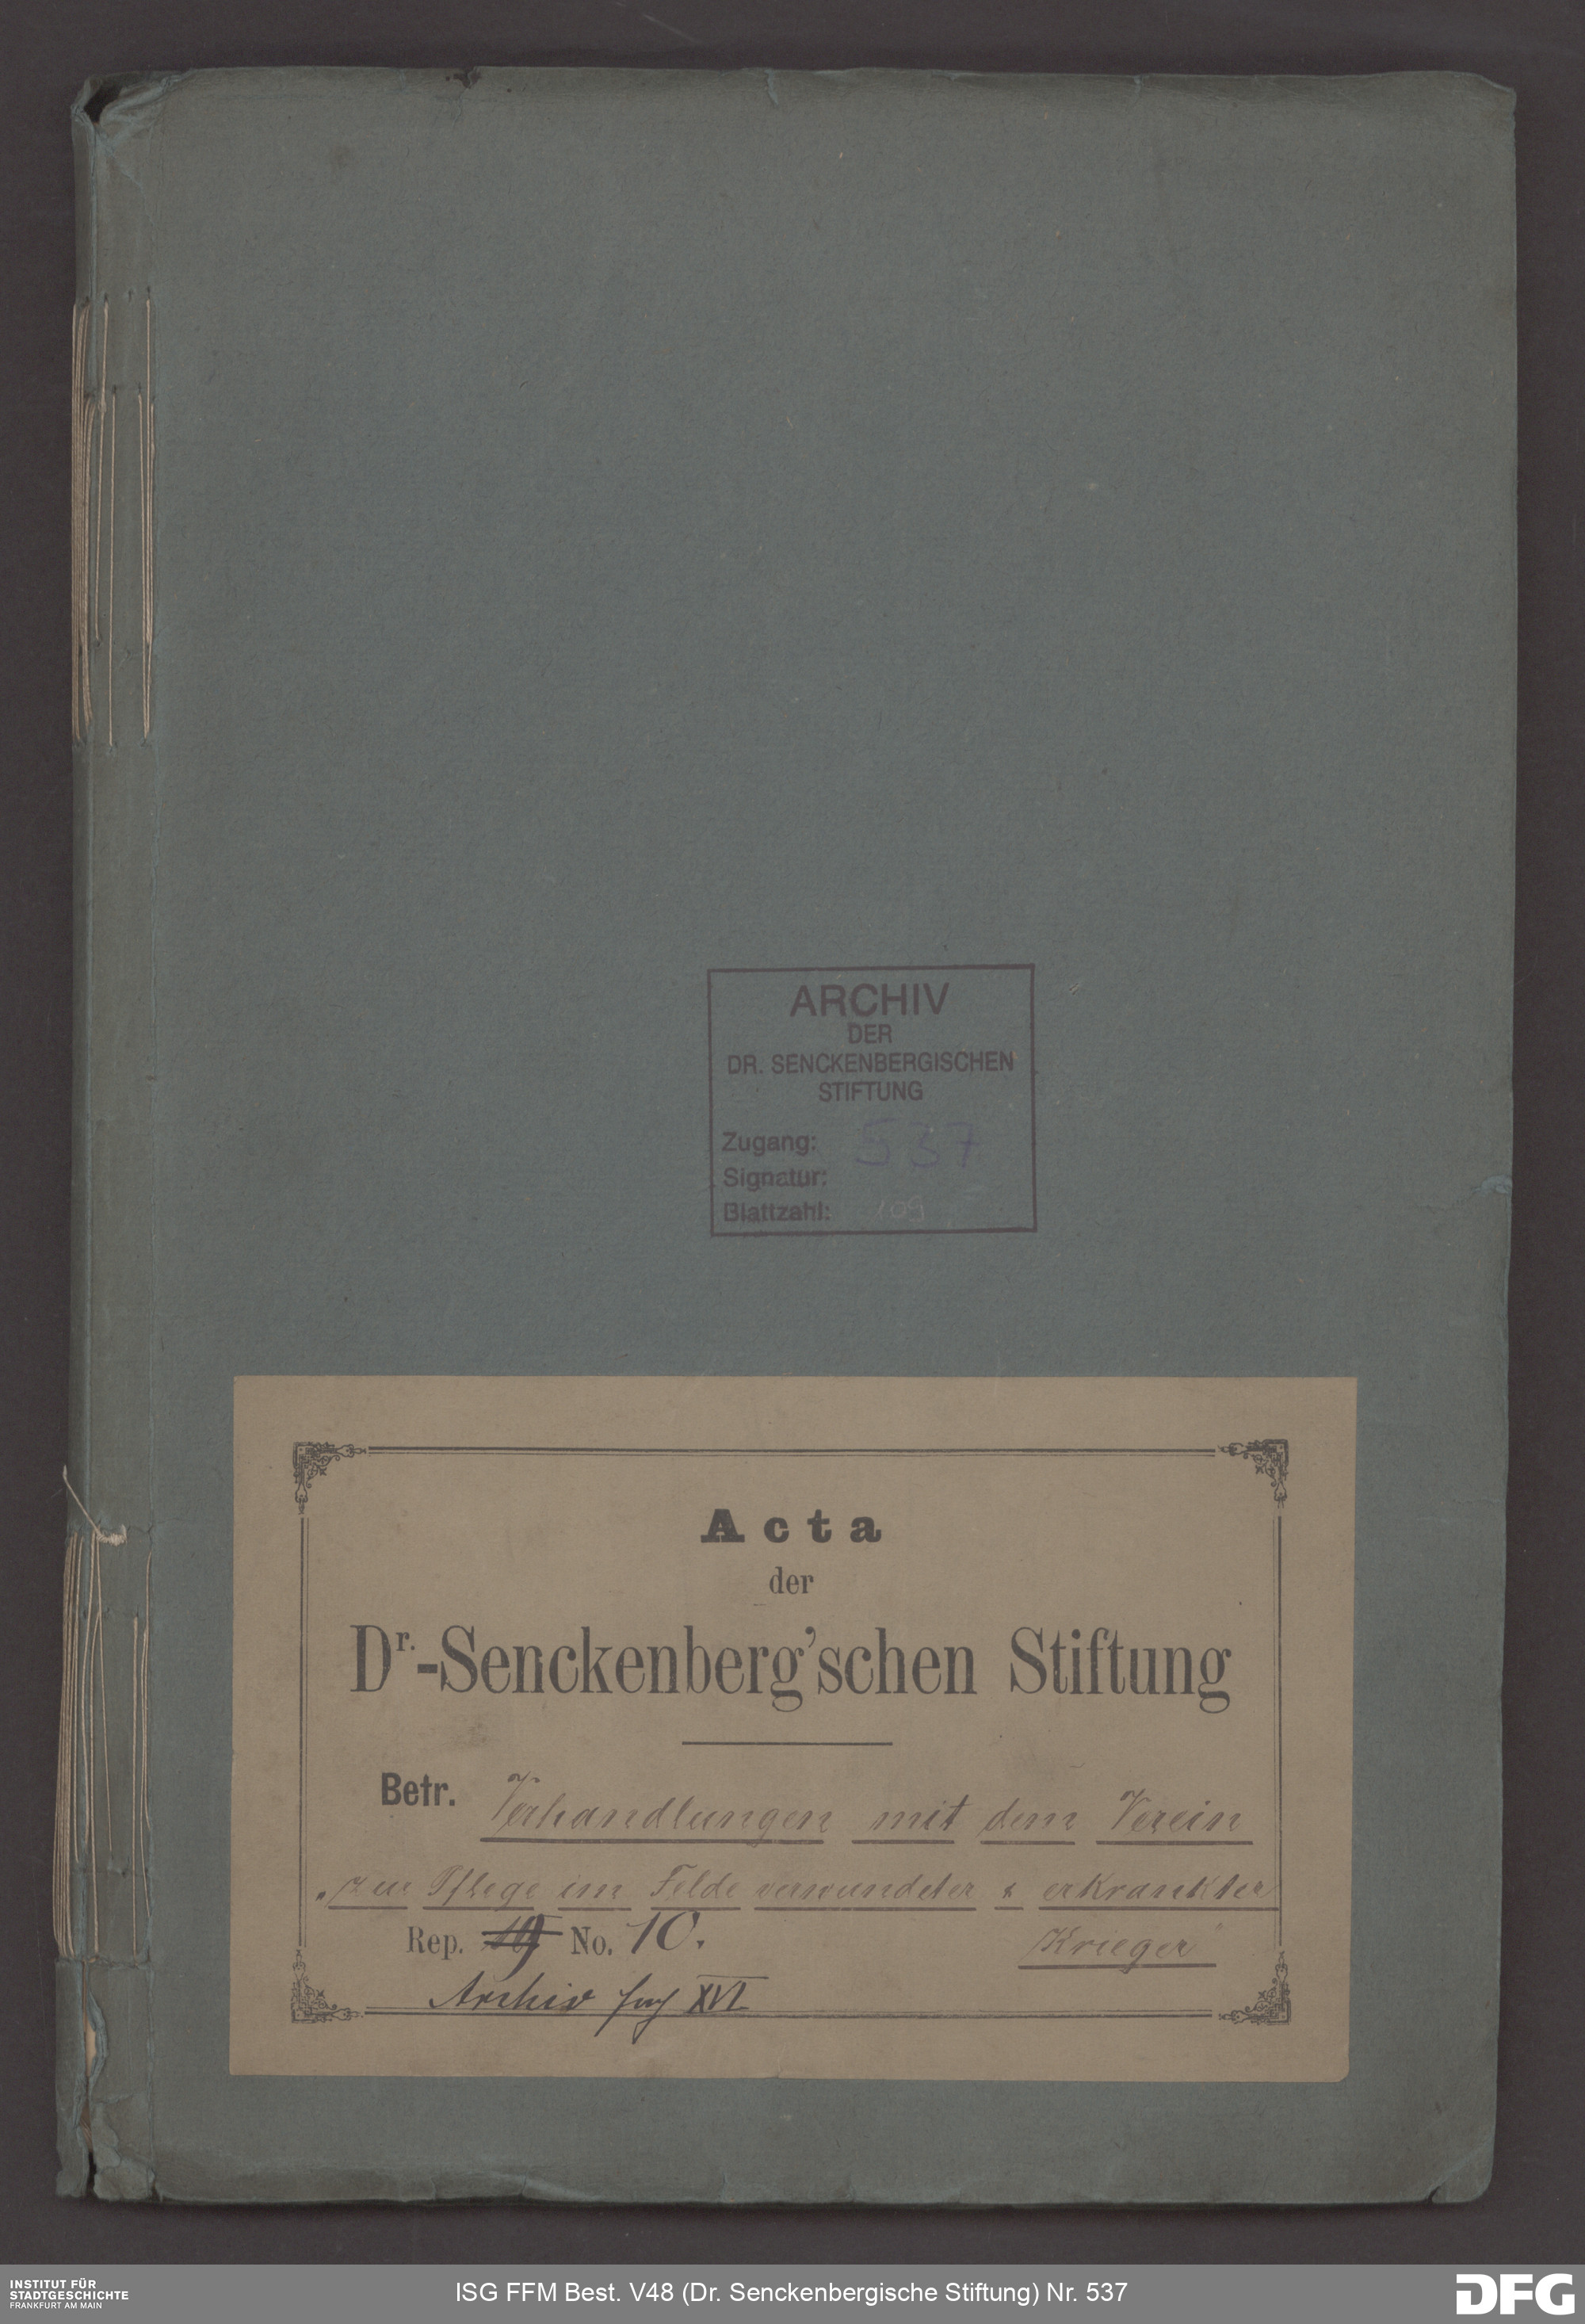 ARCHIV
DER
DR. SENCKENBERGISCHEN
STIFTUNG
Zugang: 537
Signatur:
Blattzahl: 109
Acta
der
Dr.-Senckenberg'schen Stiftung
Betr. Verhandlungen mit dem Verein
„zur Pflege im Felde verwundeter & erkrankter
Krieger"
Rep. No. 10.
Archiv XVI
INSTITUT FÜR
STADTGESCHICHTE
FRANKFURT AM MAIN
ISG FFM Best. V48 (Dr. Senckenbergische Stiftung) Nr. 537
DFG